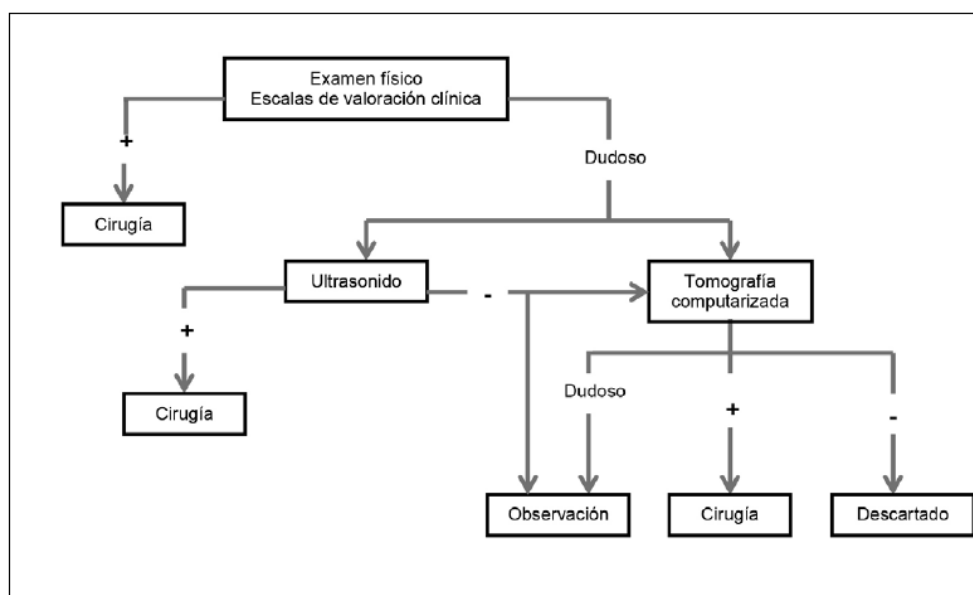 Examen físico
Escalas de valoración clínica
+
Dudoso
Cirugía
Ultrasonido
-
Tomografía
computarizada
+
Cirugía
Dudoso
+
-
Observación
Cirugía
Descartado